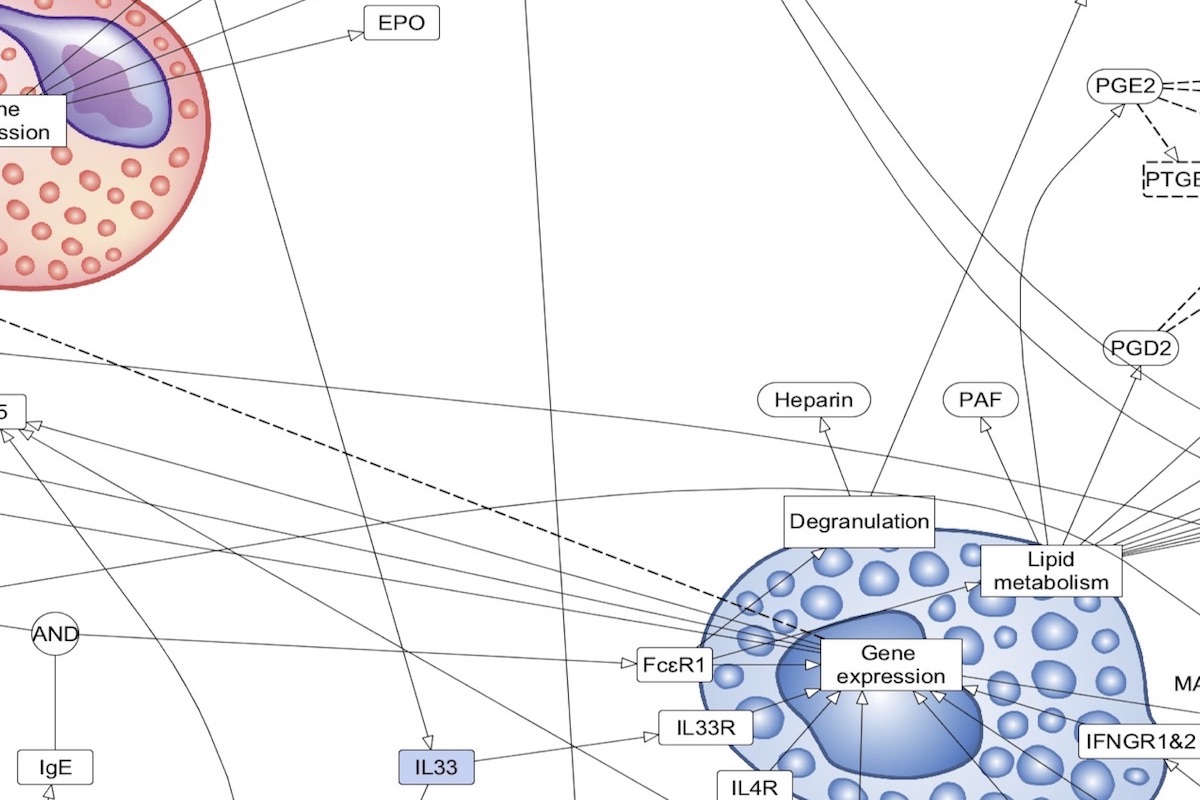 EPO
ne
ssion
PGE2
PTGE
PGD2
5
Heparin
PAF
Degranulation
Lipid
metabolism
AND
FcεR1
Gene
expression
MA
IL33R
IFNGR1&2
IgE
IL33
IL4R